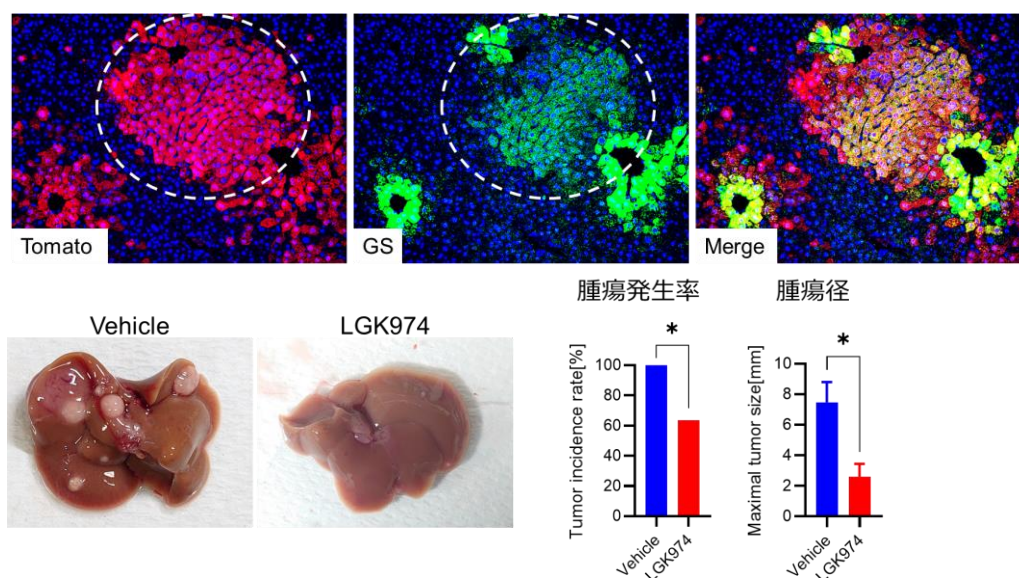 Tomato
GS
Merge
Vehicle
LGK974
腫瘍発生率
腫瘍径
*
*
Tumor incidence rate[%]
100
80
60
40
20
0
Vehicle
LGK974
Maximal tumor size[mm]
10
8
6
4
2
0
Vehicle
LGK974